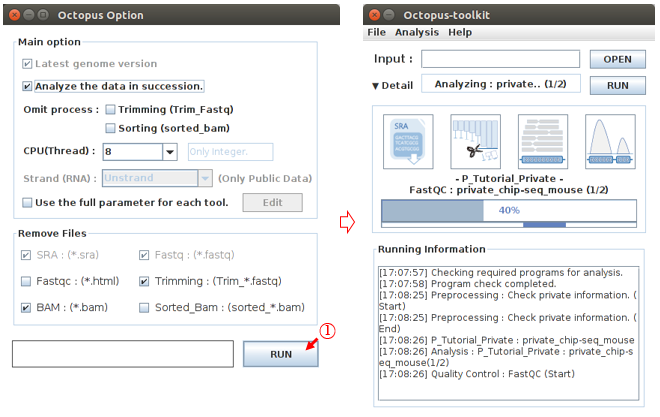 Octopus Option
Main option
Latest genome version
Analyze the data in succession.
Omit process : Trimming (Trim_Fastq)
Sorting (sorted_bam)
CPU(Thread) : 8 Only Integer.
Strand (RNA) : Unstrand (Only Public Data)
Use the full parameter for each tool. Edit
Remove Files
SRA : (*.sra) Fastq : (*.fastq)
Fastqc : (*.html) Trimming : (Trim_*.fastq)
BAM : (*.bam) Sorted_Bam : (sorted_*.bam)
RUN
1
Octopus-toolkit
File Analysis Help
Input : OPEN
▼ Detail Analyzing : private.. (1/2) RUN
SRA
- P_Tutorial_Private -
FastQC : private_chip-seq_mouse (1/2)
40%
Running Information
[17:07:57] Checking required programs for analysis.
[17:07:58] Program check completed.
[17:08:25] Preprocessing : Check private information. (
Start)
[17:08:25] Preprocessing : Check private information. (
End)
[17:08:26] P_Tutorial_Private : private_chip-seq_mouse
[17:08:26] Analysis : P_Tutorial_Private : private_chip-s
eq_mouse(1/2)
[17:08:26] Quality Control : FastQC (Start)